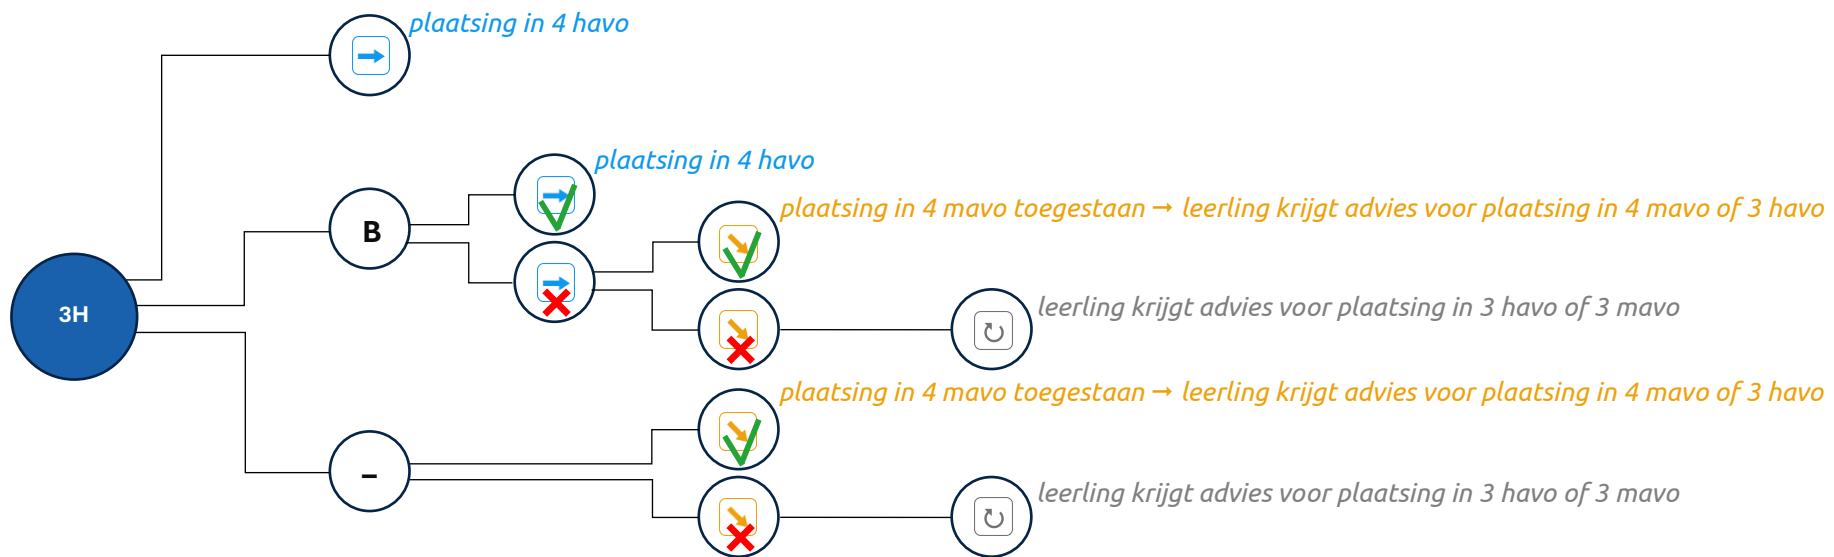 plaatsing in 4 havo
plaatsing in 4 havo
plaatsing in 4 mavo toegestaan → leerling krijgt advies voor plaatsing in 4 mavo of 3 havo
B
3H
leerling krijgt advies voor plaatsing in 3 havo of 3 mavo
plaatsing in 4 mavo toegestaan → leerling krijgt advies voor plaatsing in 4 mavo of 3 havo
–
leerling krijgt advies voor plaatsing in 3 havo of 3 mavo